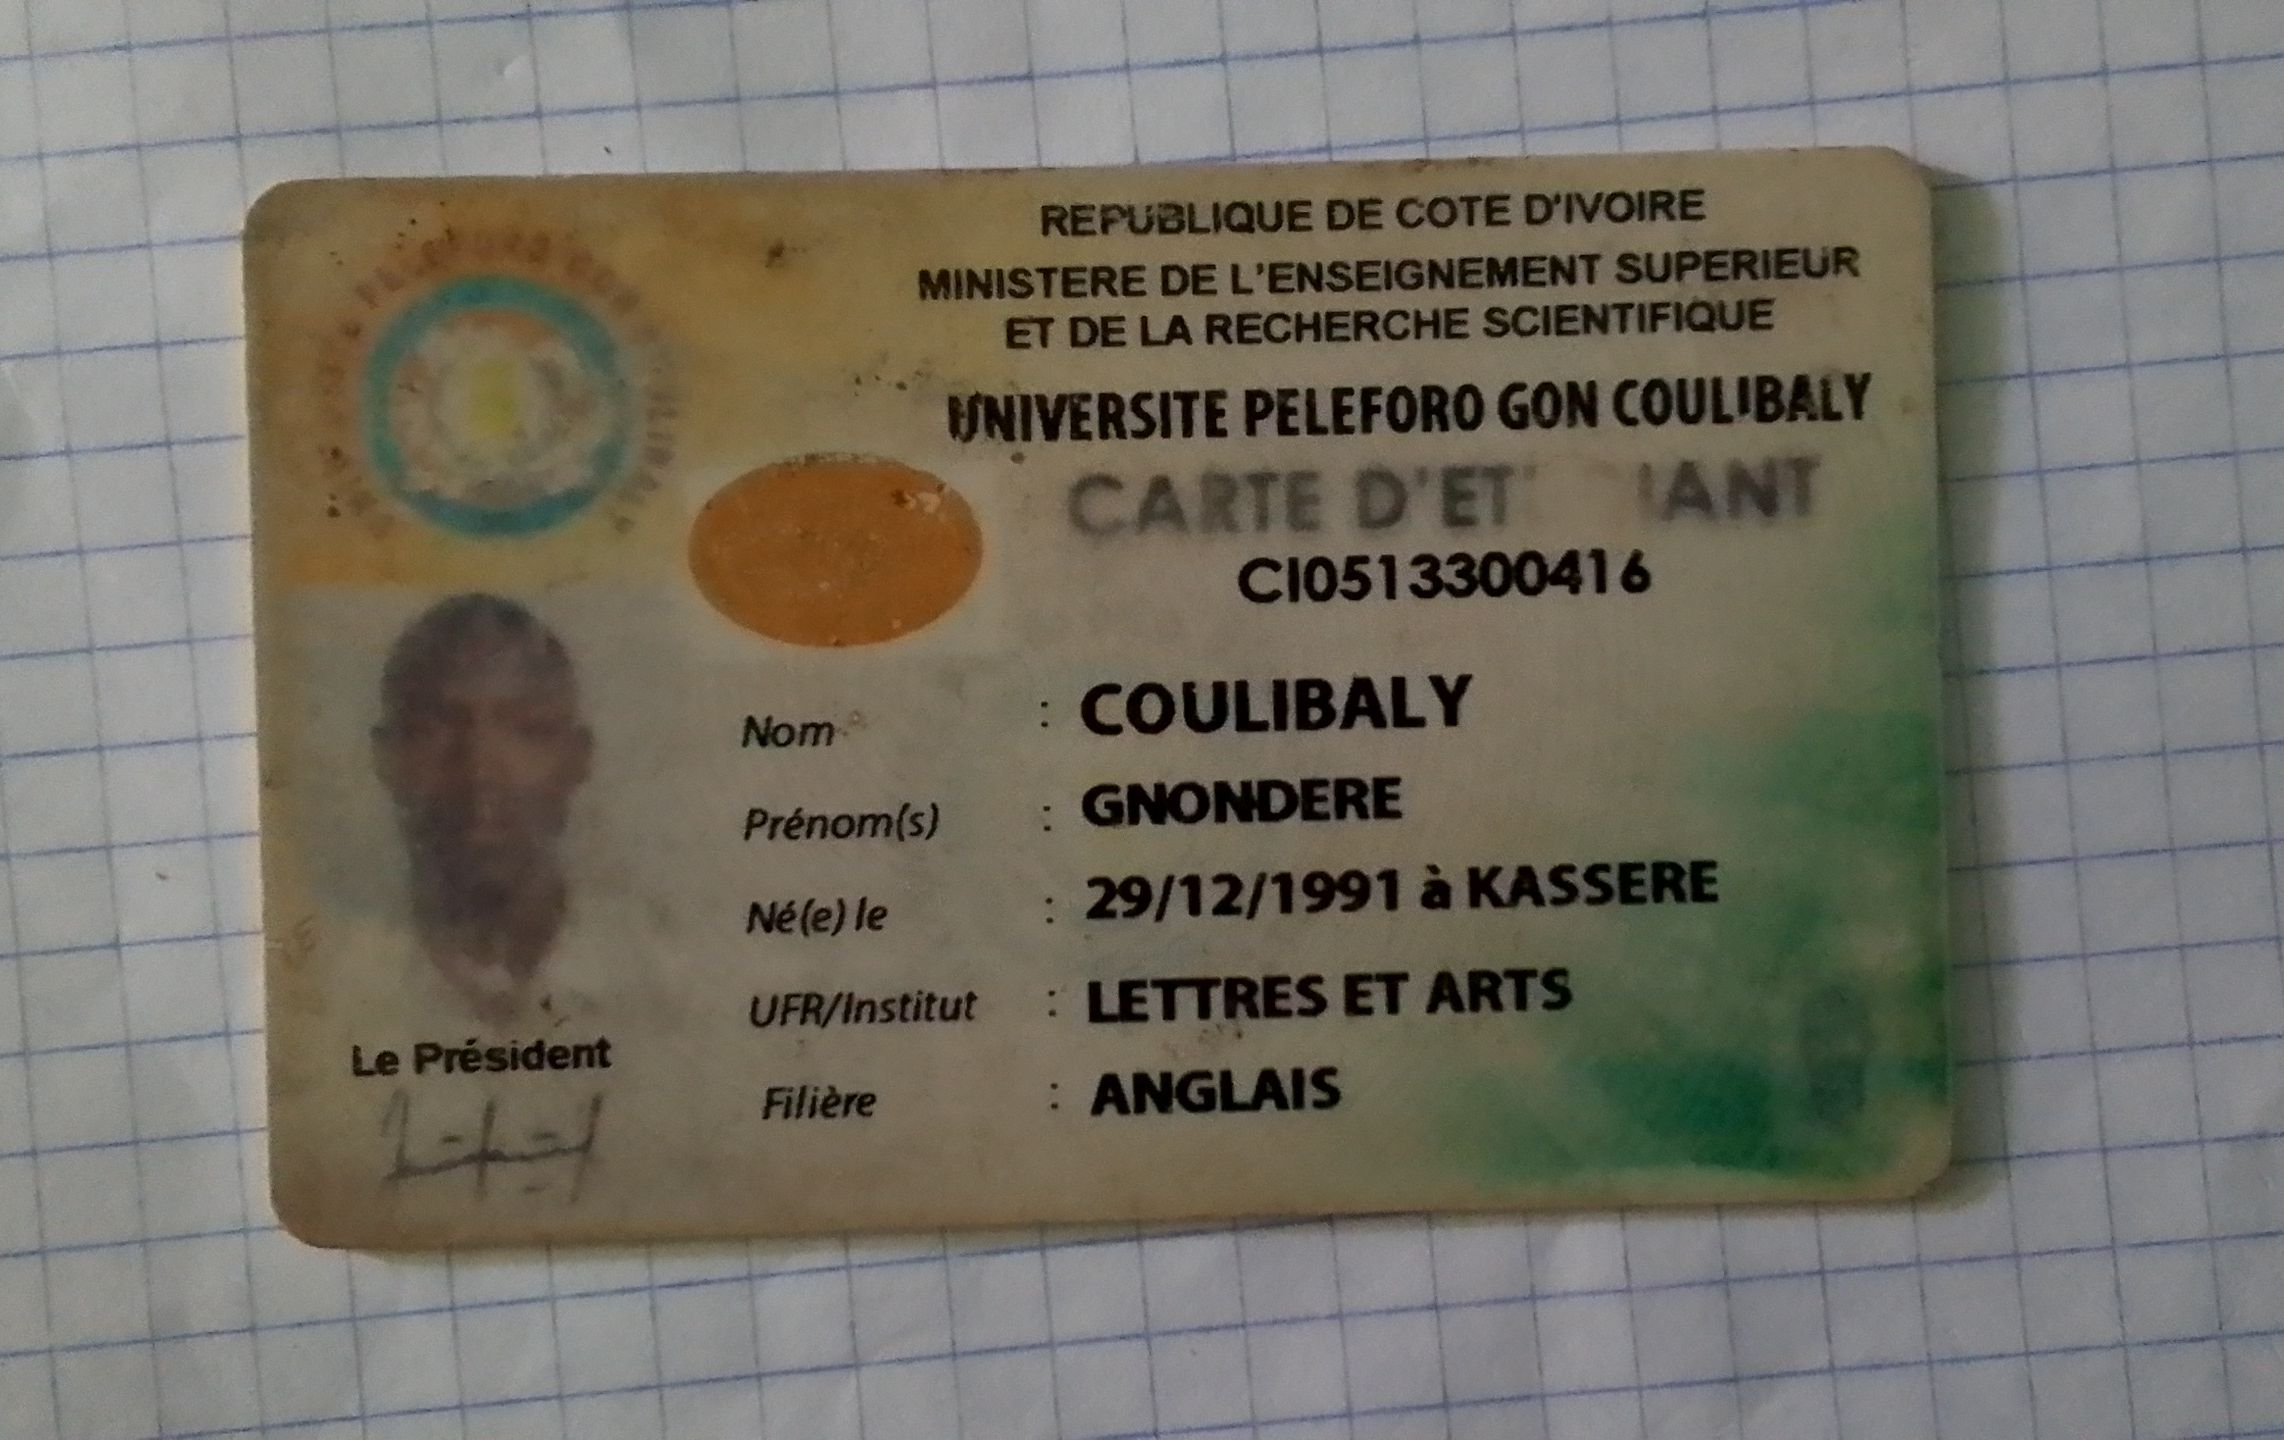 REPUBLIQUE DE COTE D'IVOIRE
MINISTERE DE L'ENSEIGNEMENT SUPERIEUR
ET DE LA RECHERCHE SCIENTIFIQUE
UNIVERSITE PELEFORO GON COULIBALY
CARTE D'ET IANT
CI0513300416
Nom : COULIBALY
Prénom(s) : GNONDERE
Né(e) le : 29/12/1991 à KASSERE
UFR/Institut : LETTRES ET ARTS
Filière : ANGLAIS
Le Président